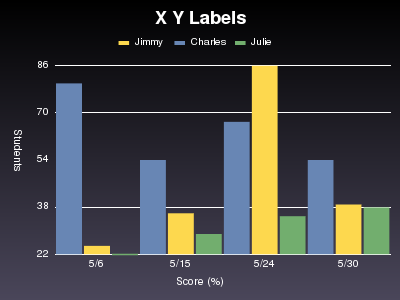 X Y Labels
Jimmy Charles Julie
86
70
54
38
22
Students
5/6 5/15 5/24 5/30
Score (%)